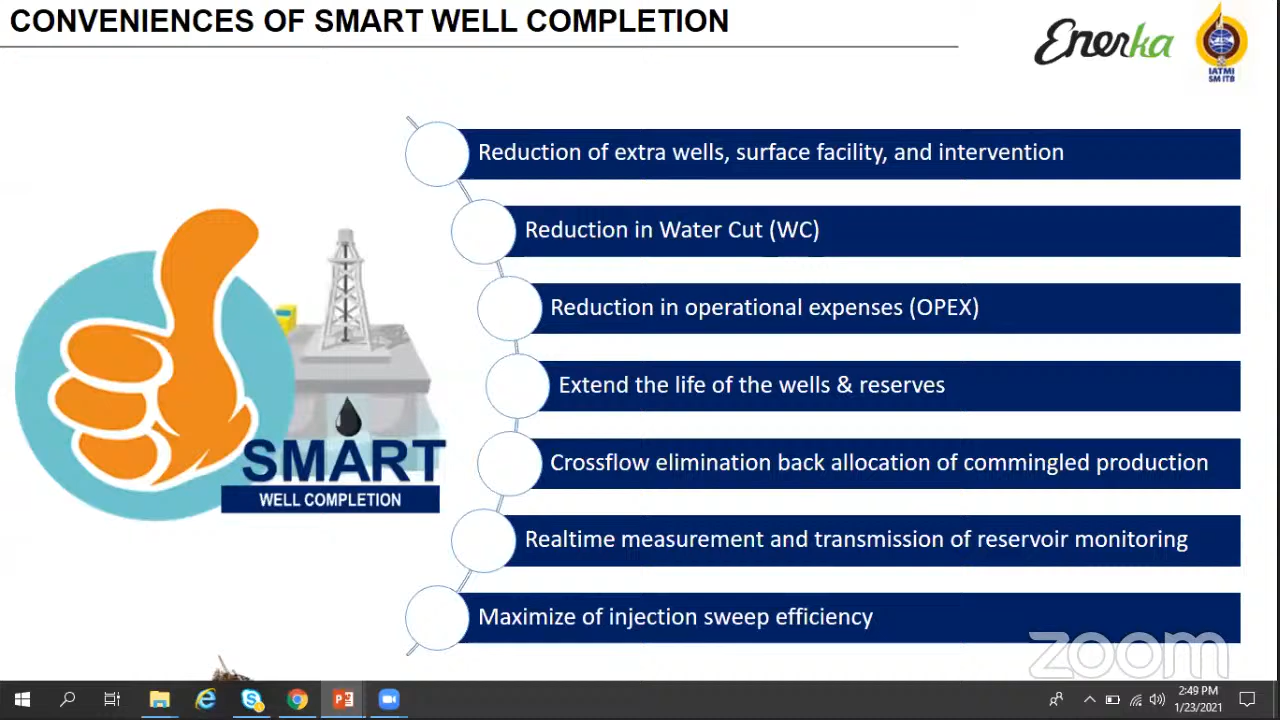 CONVENIENCES OF SMART WELL COMPLETION
Enerka
IATMI
SM ITB
Reduction of extra wells, surface facility, and intervention
Reduction in Water Cut (WC)
Reduction in operational expenses (OPEX)
Extend the life of the wells & reserves
Crossflow elimination back allocation of commingled production
Realtime measurement and transmission of reservoir monitoring
Maximize of injection sweep efficiency
SMART
WELL COMPLETION
zoom
2:49 PM
1/23/2021